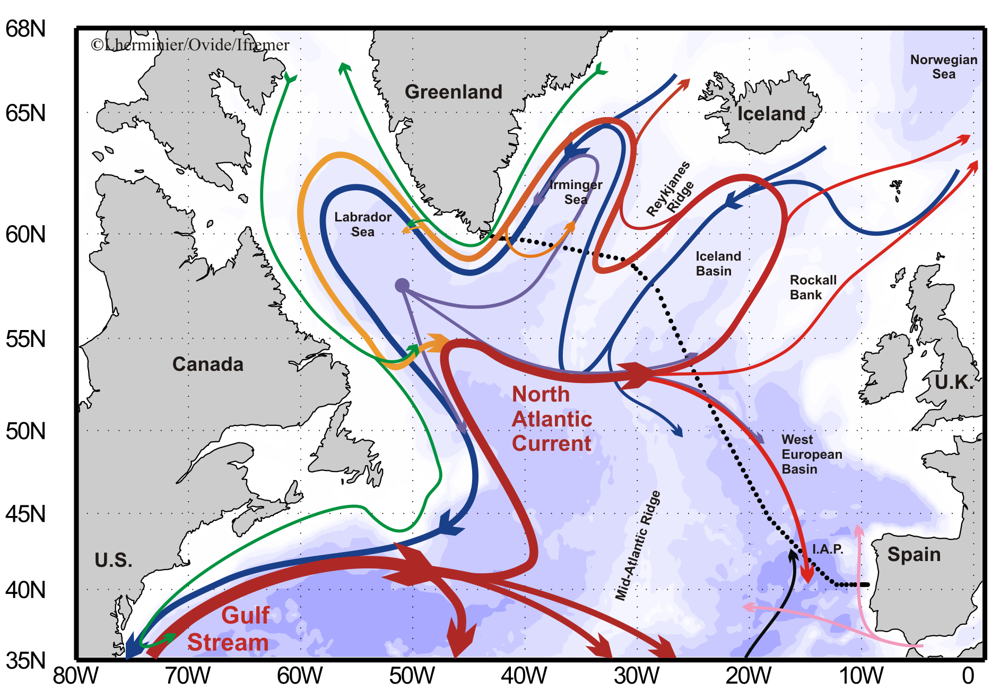 68N
©Lherminier/Ovide/Ifremer
Norwegian
Sea
Greenland
65N
Iceland
Irminger
Sea
Reykjanes
Ridge
Labrador
Sea
60N
Iceland
Basin
Rockall
Bank
55N
Canada
U.K.
North
Atlantic
Current
50N
West
European
Basin
45N
Mid-Atlantic Ridge
I.A.P.
Spain
U.S.
40N
Gulf
Stream
35N
80W 70W 60W 50W 40W 30W 20W 10W 0